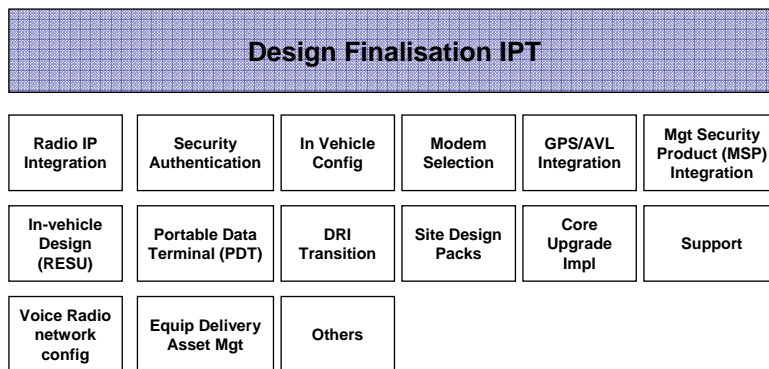 Design Finalisation IPT
Radio IP
Integration
Security
Authentication
In Vehicle
Config
Modem
Selection
GPS/AVL
Integration
Mgt Security
Product (MSP)
Integration
In-vehicle
Design
(RESU)
Portable Data
Terminal (PDT)
DRI
Transition
Site Design
Packs
Core
Upgrade
Impl
Support
Voice Radio
network
config
Equip Delivery
Asset Mgt
Others